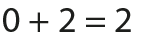 0 + 2 = 2